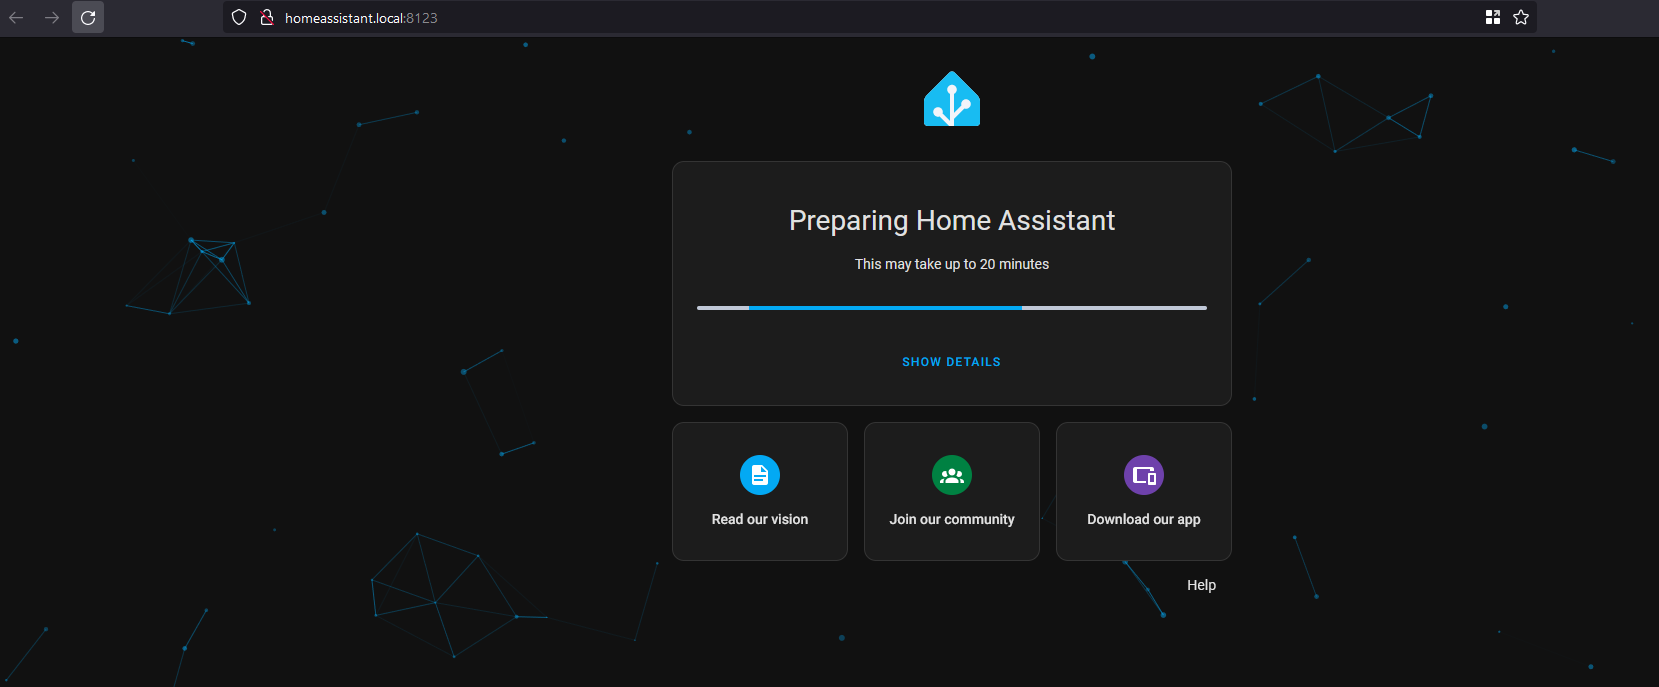 homeassistant.local:8123
Preparing Home Assistant
This may take up to 20 minutes
SHOW DETAILS
Read our vision
Join our community
Download our app
Help